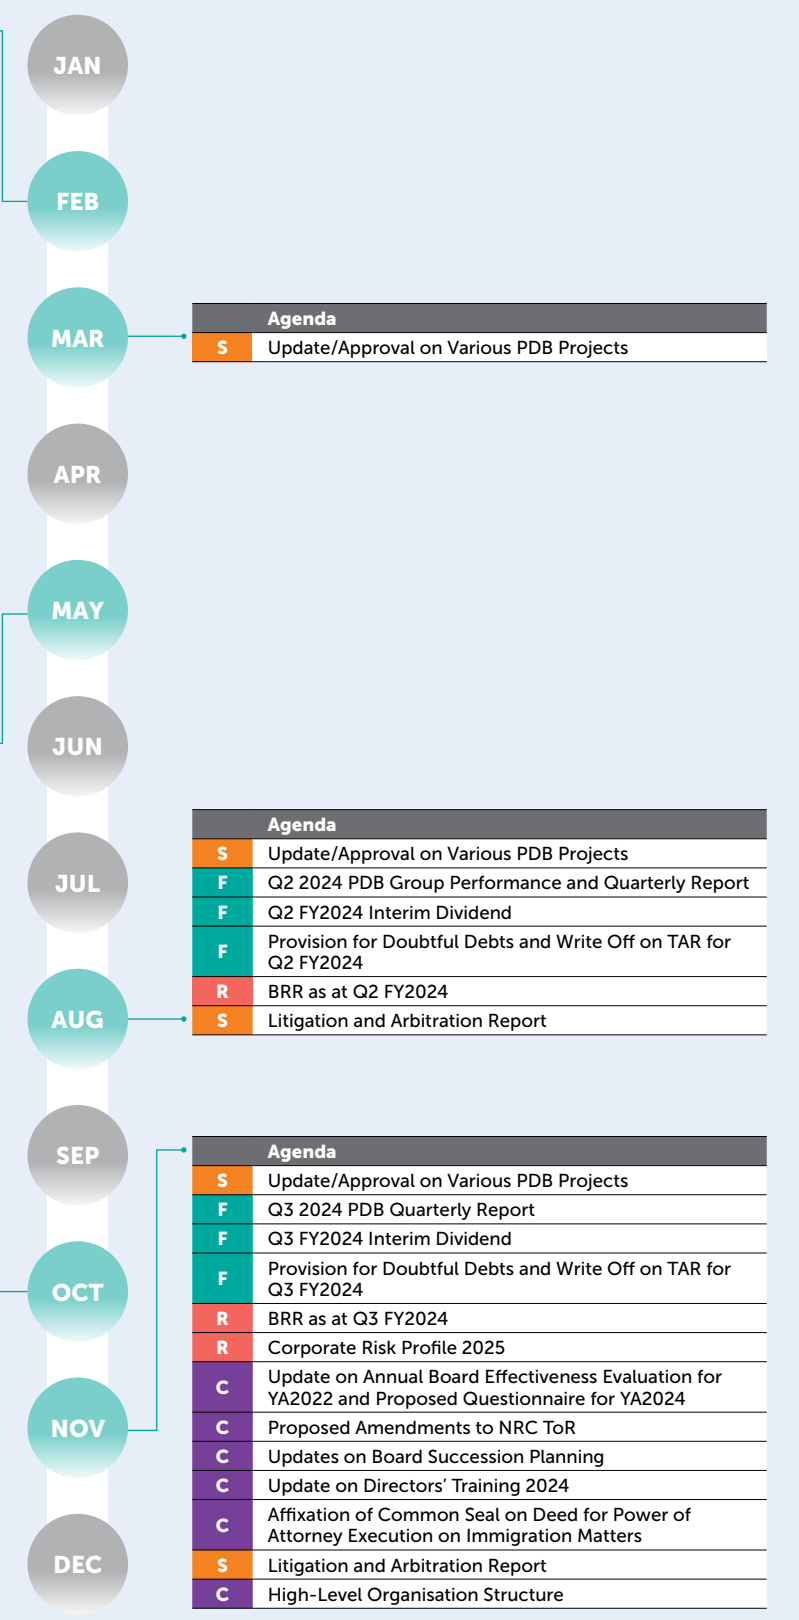 JAN
FEB
MAR
Agenda
S Update/Approval on Various PDB Projects
APR
MAY
JUN
JUL
AUG
Agenda
S Update/Approval on Various PDB Projects
F Q2 2024 PDB Group Performance and Quarterly Report
F Q2 FY2024 Interim Dividend
F Provision for Doubtful Debts and Write Off on TAR for
Q2 FY2024
R BRR as at Q2 FY2024
S Litigation and Arbitration Report
SEP
OCT
NOV
Agenda
S Update/Approval on Various PDB Projects
F Q3 2024 PDB Quarterly Report
F Q3 FY2024 Interim Dividend
F Provision for Doubtful Debts and Write Off on TAR for
Q3 FY2024
R BRR as at Q3 FY2024
R Corporate Risk Profile 2025
C Update on Annual Board Effectiveness Evaluation for
YA2022 and Proposed Questionnaire for YA2024
C Proposed Amendments to NRC ToR
C Updates on Board Succession Planning
C Update on Directors’ Training 2024
C Affixation of Common Seal on Deed for Power of
Attorney Execution on Immigration Matters
S Litigation and Arbitration Report
C High-Level Organisation Structure
DEC